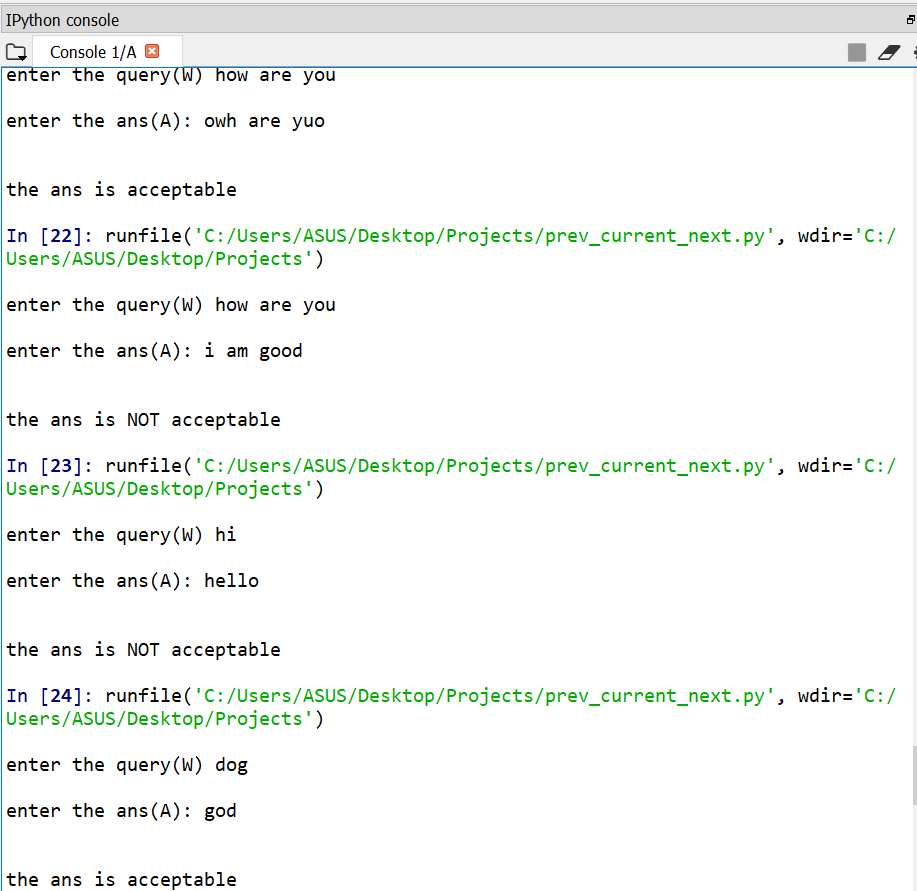 IPython console
Console 1/A
enter the query(W) how are you
enter the ans(A): owh are yuo
the ans is acceptable
In [22]: runfile('C:/Users/ASUS/Desktop/Projects/prev_current_next.py', wdir='C:/
Users/ASUS/Desktop/Projects')
enter the query(W) how are you
enter the ans(A): i am good
the ans is NOT acceptable
In [23]: runfile('C:/Users/ASUS/Desktop/Projects/prev_current_next.py', wdir='C:/
Users/ASUS/Desktop/Projects')
enter the query(W) hi
enter the ans(A): hello
the ans is NOT acceptable
In [24]: runfile('C:/Users/ASUS/Desktop/Projects/prev_current_next.py', wdir='C:/
Users/ASUS/Desktop/Projects')
enter the query(W) dog
enter the ans(A): god
the ans is acceptable